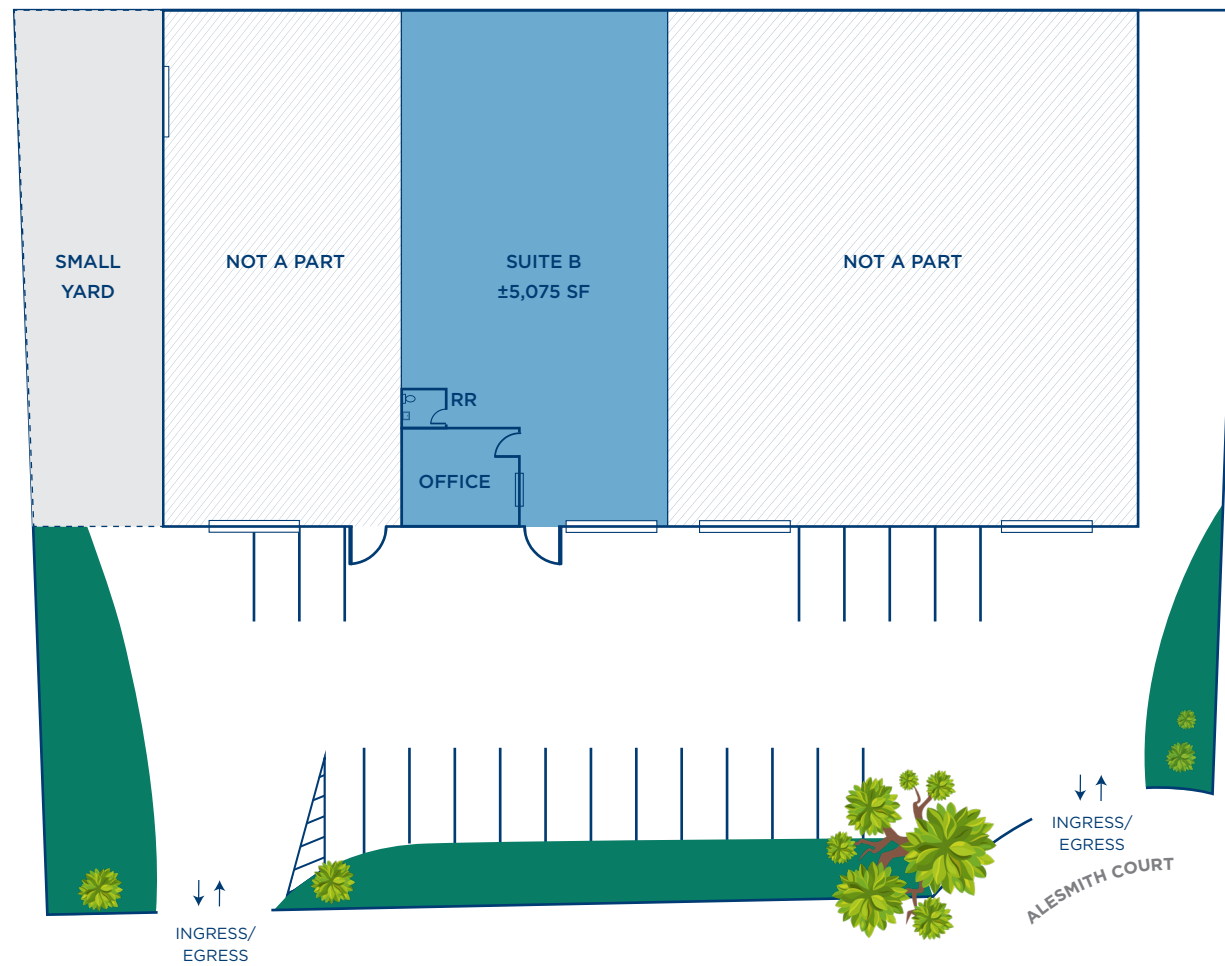 SMALL
YARD
NOT A PART
SUITE B
±5,075 SF
NOT A PART
RR
OFFICE
INGRESS/
EGRESS
ALESMITH COURT
INGRESS/
EGRESS